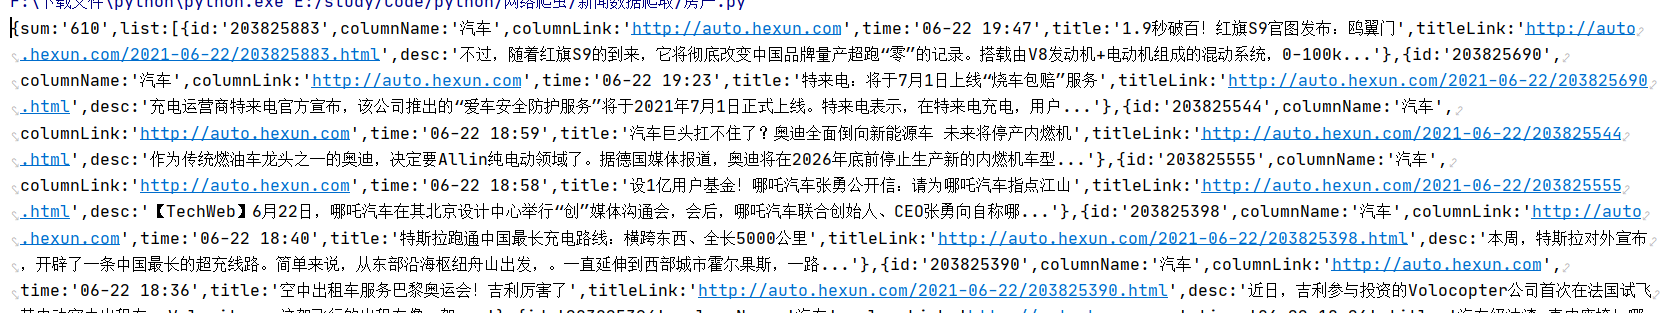 F:\下载文件\python\python.exe E:/study/Code/python/网络爬虫/新闻数据爬取/房产.py
{sum:'610',list:[{id:'203825883',columnName:'汽车',columnLink:'http://auto.hexun.com',time:'06-22 19:47',title:'1.9秒破百！红旗S9官图发布：鸥翼门',titleLink:'http://auto
.hexun.com/2021-06-22/203825883.html',desc:'不过，随着红旗S9的到来，它将彻底改变中国品牌量产超跑“零”的记录。搭载由V8发动机+电动机组成的混动系统，0-100k...'},{id:'203825690',
columnName:'汽车',columnLink:'http://auto.hexun.com',time:'06-22 19:23',title:'特来电：将于7月1日上线“烧车包赔”服务',titleLink:'http://auto.hexun.com/2021-06-22/203825690
.html',desc:'充电运营商特来电官方宣布，该公司推出的“爱车安全防护服务”将于2021年7月1日正式上线。特来电表示，在特来电充电，用户...'},{id:'203825544',columnName:'汽车',
columnLink:'http://auto.hexun.com',time:'06-22 18:59',title:'汽车巨头扛不住了？奥迪全面倒向新能源车 未来将停产内燃机',titleLink:'http://auto.hexun.com/2021-06-22/203825544
.html',desc:'作为传统燃油车龙头之一的奥迪，决定要Allin纯电动领域了。据德国媒体报道，奥迪将在2026年底前停止生产新的内燃机车型...'},{id:'203825555',columnName:'汽车',
columnLink:'http://auto.hexun.com',time:'06-22 18:58',title:'设1亿用户基金！哪吒汽车张勇公开信：请为哪吒汽车指点江山',titleLink:'http://auto.hexun.com/2021-06-22/203825555
.html',desc:'【TechWeb】6月22日，哪吒汽车在其北京设计中心举行“创”媒体沟通会，会后，哪吒汽车联合创始人、CEO张勇向自称哪...'},{id:'203825398',columnName:'汽车',columnLink:'http://auto
.hexun.com',time:'06-22 18:40',title:'特斯拉跑通中国最长充电路线：横跨东西、全长5000公里',titleLink:'http://auto.hexun.com/2021-06-22/203825398.html',desc:'本周，特斯拉对外宣布
，开辟了一条中国最长的超充线路。简单来说，从东部沿海枢纽舟山出发，。一直延伸到西部城市霍尔果斯，一路...'},{id:'203825390',columnName:'汽车',columnLink:'http://auto.hexun.com',
time:'06-22 18:36',title:'空中出租车服务巴黎奥运会！吉利厉害了',titleLink:'http://auto.hexun.com/2021-06-22/203825390.html',desc:'近日，吉利参与投资的Volocopter公司首次在法国试飞